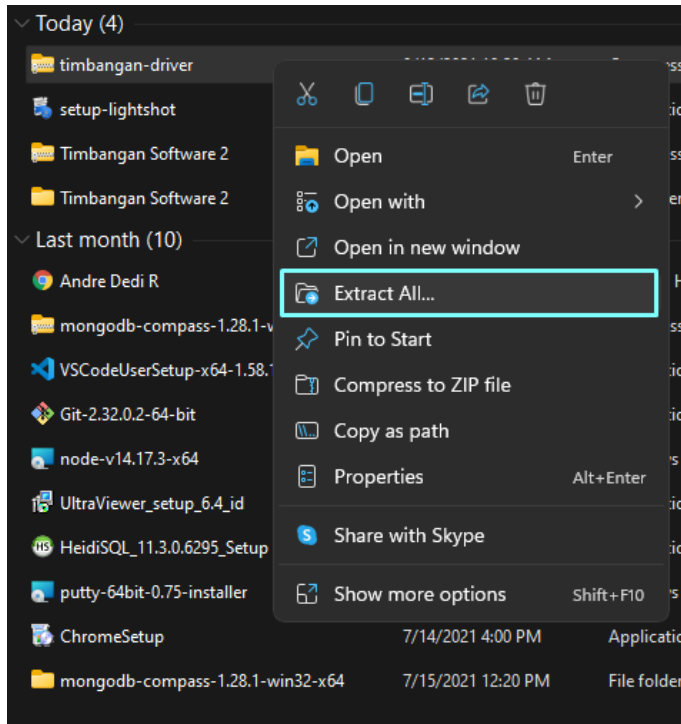 Today (4)
timbangan-driver
setup-lightshot
Timbangan Software 2
Timbangan Software 2
Last month (10)
Andre Dedi R
mongodb-compass-1.28.1-w
VSCodeUserSetup-x64-1.58.1
Git-2.32.0.2-64-bit
node-v14.17.3-x64
UltraViewer_setup_6.4_id
HeidiSQL_11.3.0.6295_Setup
putty-64bit-0.75-installer
ChromeSetup 7/14/2021 4:00 PM Applicatio
mongodb-compass-1.28.1-win32-x64 7/15/2021 12:20 PM File folder
Open Enter
Open with
Open in new window
Extract All...
Pin to Start
Compress to ZIP file
Copy as path
Properties Alt+Enter
Share with Skype
Show more options Shift+F10